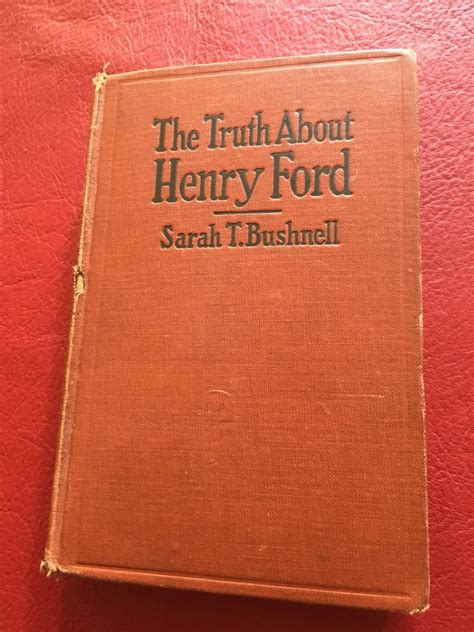 The Truth About
Henry Ford
Sarah T. Bushnell